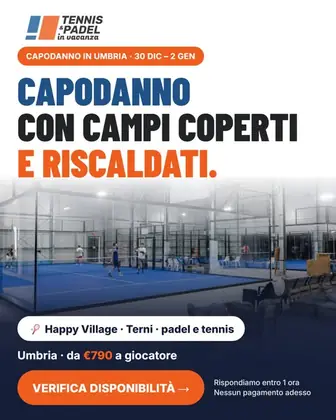 TENNIS
&PADEL
in vacanza
CAPODANNO IN UMBRIA · 30 DIC – 2 GEN
CAPODANNO
CON CAMPI COPERTI
E RISCALDATI.
Happy Village · Terni · padel e tennis
Umbria · da €790 a giocatore
VERIFICA DISPONIBILITÀ →
Rispondiamo entro 1 ora
Nessun pagamento adesso